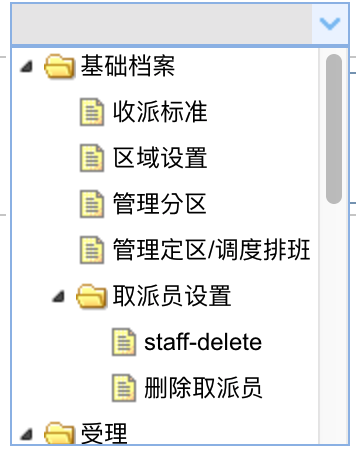 基础档案
收派标准
区域设置
管理分区
管理定区/调度排班
取派员设置
staff-delete
删除取派员
受理